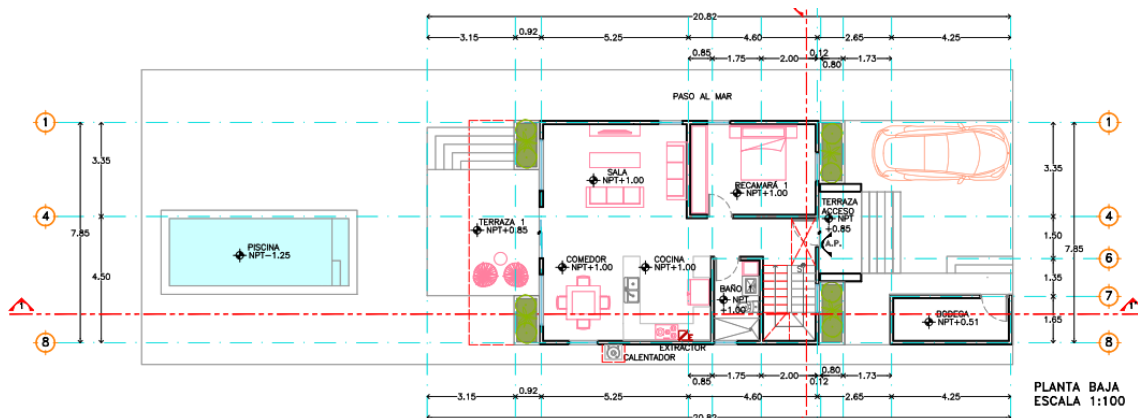 20.82
3.15
0.92
5.25
4.60
2.65
4.25
0.85
0.12
1.75
2.00
0.80
1.73
PASO AL MAR
1
1
3.35
3.35
SALA
NPT+1.00
RECAMARÁ 1
NPT+1.00
TERRAZA
ACCESO
NPT
+0.85
4
4
7.85
TERRAZA 1
NPT+0.85
1.50
7.85
A.P.
PISCINA
NPT-1.25
6
COMEDOR
NPT+1.00
COCINA
NPT+1.00
4.50
1.35
BAÑO
NPT
+1.00
7
1
1
BODEGA
NPT+0.51
1.65
8
8
EXTRACTOR
CALENTADOR
0.80
0.85
1.75
2.00
0.12
1.73
3.15
0.92
5.25
4.60
2.65
4.25
20.82
PLANTA BAJA
ESCALA 1:100